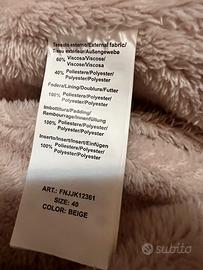 Tessuto esterno/External fabric/
Tissu extérieur/Außengewebe
60% Viscosa/Viscose/
Viscose/Viscosa
40% Poliestere/Polyester/
Polyester/Polyester
Fodera/Lining/Doublure/Futter
100% Poliestere/Polyester/
Polyester/Polyester
Imbottitura/Padding/
Rembourrage/Innenfüllung
100% Poliestere/Polyester/
Polyester/Polyester
Inserto/Insert/Insert/Einfügen
100% Poliestere/Polyester/
Polyester/Polyester
ART.: FNJJK12361
SIZE: 40
COLOR: BEIGE
subito